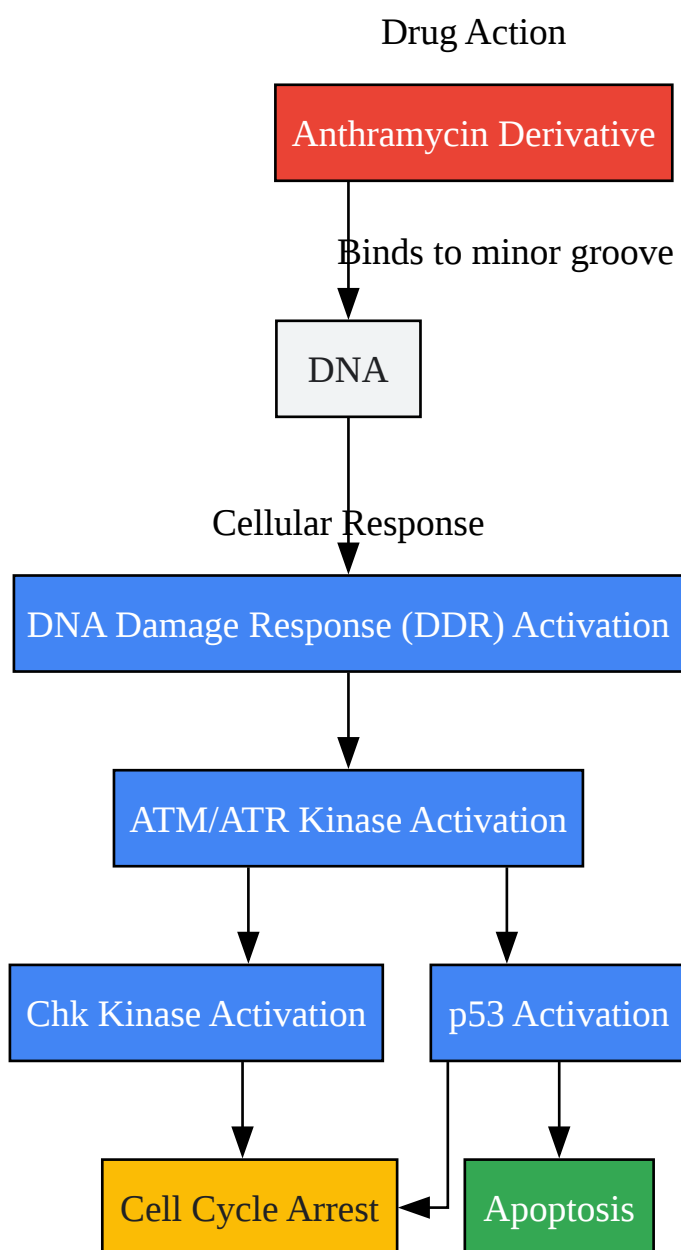 Drug Action
Anthramycin Derivative
Binds to minor groove
DNA
Cellular Response
DNA Damage Response (DDR) Activation
ATM/ATR Kinase Activation
Chk Kinase Activation
p53 Activation
Cell Cycle Arrest
Apoptosis